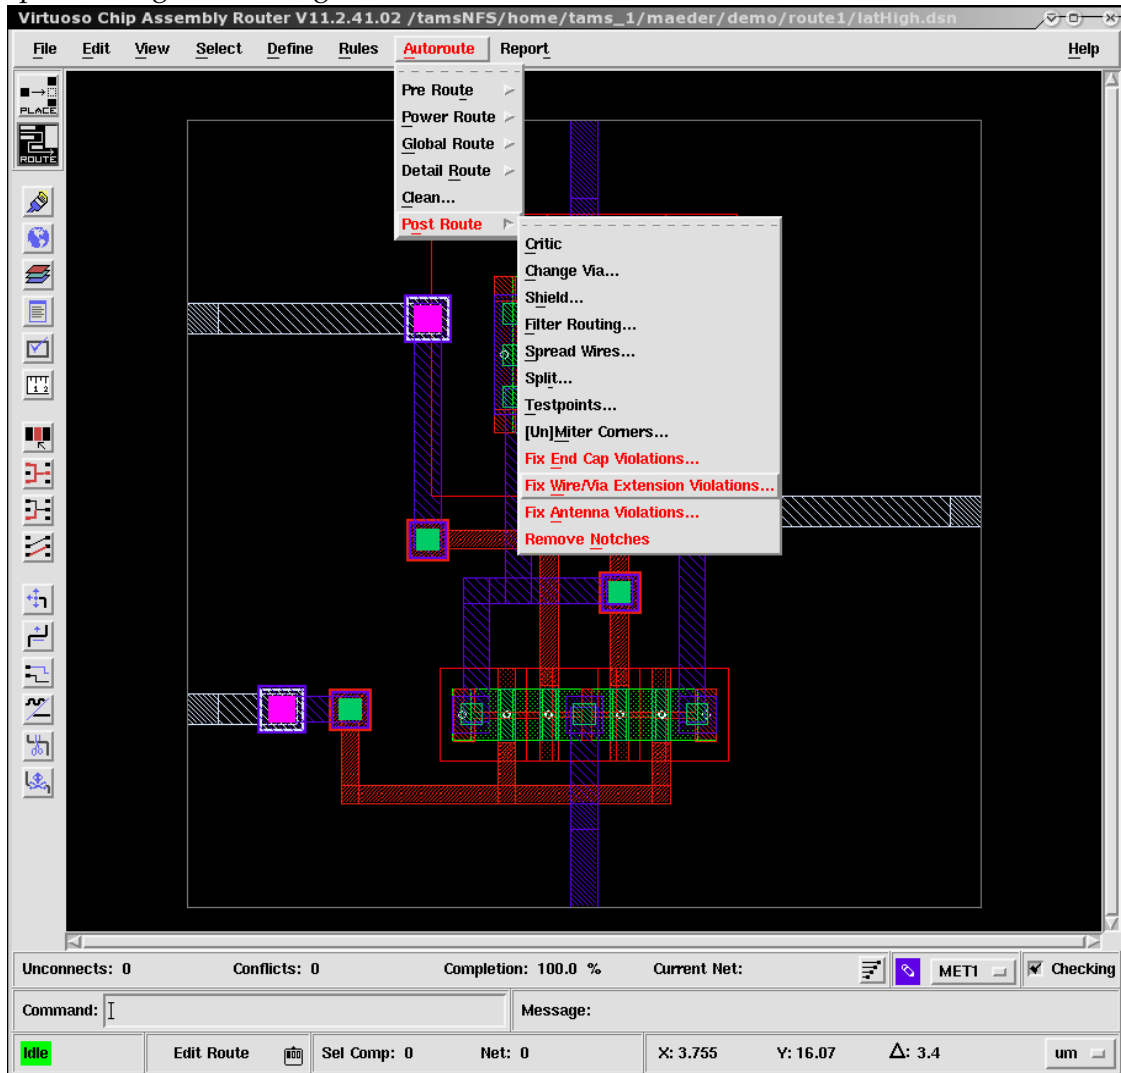 Virtuoso Chip Assembly Router V11.2.41.02 /tamsNFS/home/tams_1/maeder/demo/route1/latHigh.dsn
File Edit View Select Define Rules Autoroute Report Help
PLACE
ROUTE
1 2
Pre Route
Power Route
Global Route
Detail Route
Clean...
Post Route
Critic
Change Via...
Shield...
Filter Routing...
Spread Wires...
Split...
Testpoints...
[Un]Miter Corners...
Fix End Cap Violations...
Fix Wire/Via Extension Violations...
Fix Antenna Violations...
Remove Notches
Unconnects: 0 Conflicts: 0 Completion: 100.0 % Current Net: MET1 Checking
Command: Message:
Idle Edit Route Sel Comp: 0 Net: 0 X: 3.755 Y: 16.07 Δ: 3.4 um